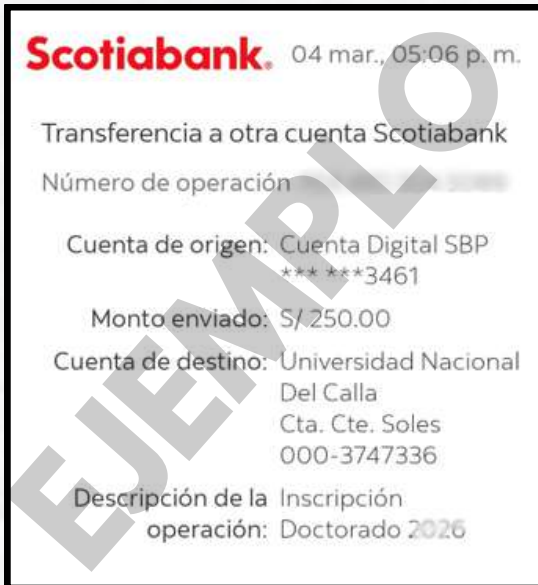 Scotiabank. 04 mar., 05:06 p. m.
Transferencia a otra cuenta Scotiabank
Número de operación
Cuenta de origen: Cuenta Digital SBP
*** ***3461
Monto enviado: S/ 250.00
Cuenta de destino: Universidad Nacional
Del Calla
Cta. Cte. Soles
000-3747336
Descripción de la Inscripción
operación: Doctorado 2026
EJEMPLO